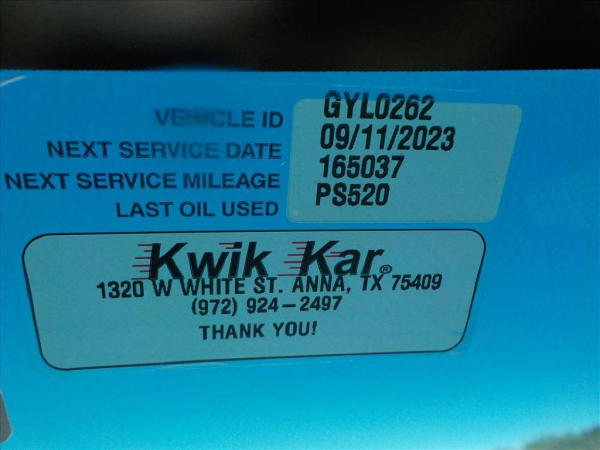 VEHICLE ID GYL0262
NEXT SERVICE DATE 09/11/2023
NEXT SERVICE MILEAGE 165037
LAST OIL USED PS520
Kwik Kar®
1320 W WHITE ST. ANNA, TX 75409
(972) 924-2497
THANK YOU!